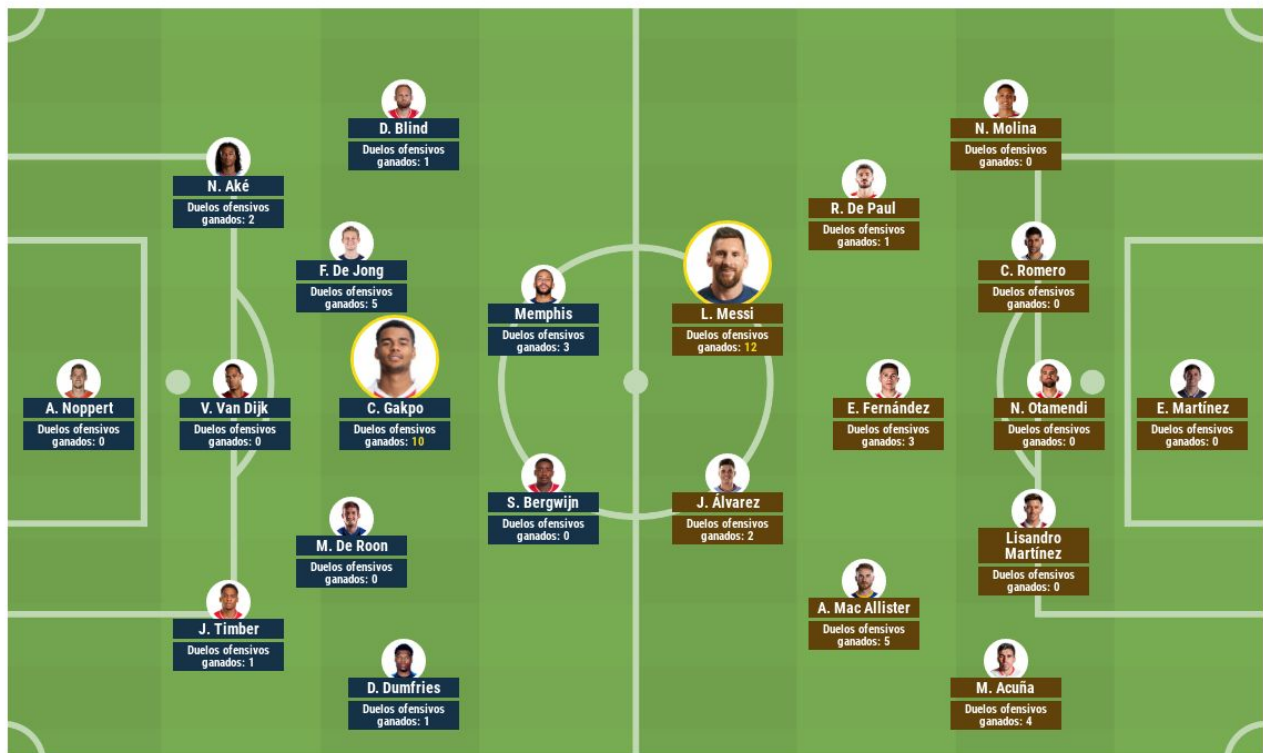 D. Blind
Duelos ofensivos
ganados: 1
N. Aké
Duelos ofensivos
ganados: 2
F. De Jong
Duelos ofensivos
ganados: 5
A. Noppert
Duelos ofensivos
ganados: 0
V. Van Dijk
Duelos ofensivos
ganados: 0
C. Gakpo
Duelos ofensivos
ganados: 10
M. De Roon
Duelos ofensivos
ganados: 0
J. Timber
Duelos ofensivos
ganados: 1
D. Dumfries
Duelos ofensivos
ganados: 1
Memphis
Duelos ofensivos
ganados: 3
S. Bergwijn
Duelos ofensivos
ganados: 0
L. Messi
Duelos ofensivos
ganados: 12
J. Álvarez
Duelos ofensivos
ganados: 2
N. Molina
Duelos ofensivos
ganados: 0
R. De Paul
Duelos ofensivos
ganados: 1
C. Romero
Duelos ofensivos
ganados: 0
E. Fernández
Duelos ofensivos
ganados: 3
N. Otamendi
Duelos ofensivos
ganados: 0
E. Martínez
Duelos ofensivos
ganados: 0
Lisandro
Martínez
Duelos ofensivos
ganados: 0
A. Mac Allister
Duelos ofensivos
ganados: 5
M. Acuña
Duelos ofensivos
ganados: 4